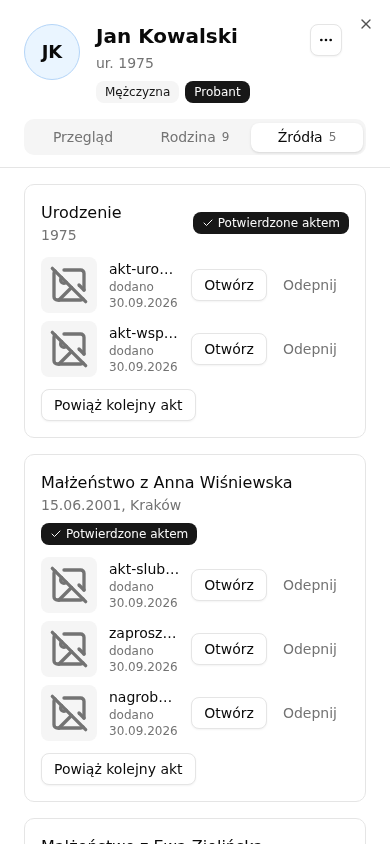 JK
Jan Kowalski
ur. 1975
Mężczyzna Probant
Przegląd Rodzina 9 Źródła 5
Urodzenie
1975
Potwierdzone aktem
akt-uro...
dodano
30.09.2026
Otwórz Odepnij
akt-wsp...
dodano
30.09.2026
Otwórz Odepnij
Powiąż kolejny akt
Małżeństwo z Anna Wiśniewska
15.06.2001, Kraków
Potwierdzone aktem
akt-slub...
dodano
30.09.2026
Otwórz Odepnij
zaprosz...
dodano
30.09.2026
Otwórz Odepnij
nagrob...
dodano
30.09.2026
Otwórz Odepnij
Powiąż kolejny akt
Małżeństwo z Ewa Zielińska